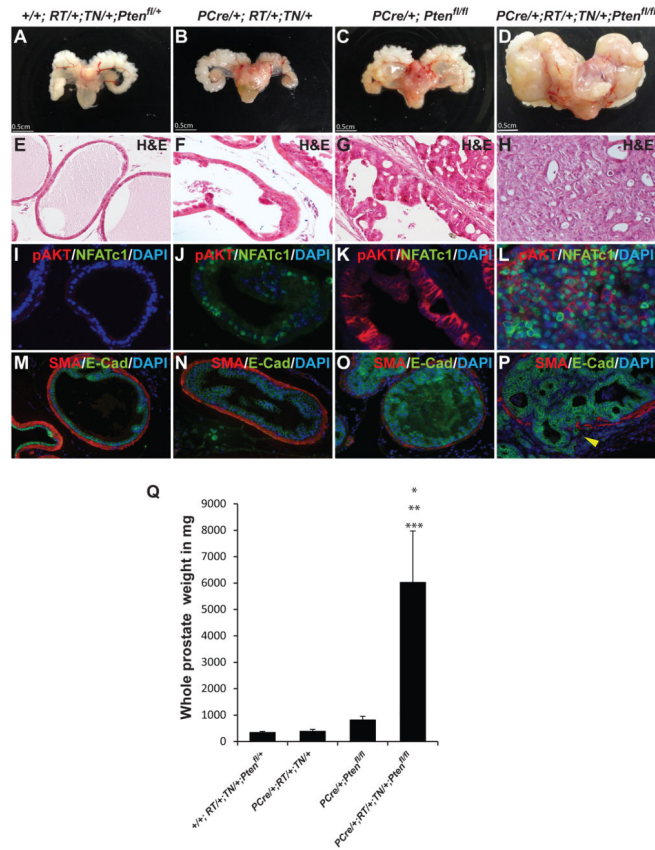 +/+; RT/+;TN/+;Pten^fl/+ PCre/+; RT/+;TN/+ PCre/+; Pten^fl/fl PCre/+;RT/+;TN/+;Pten^fl/fl
A B C D
0.5cm 0.5cm 0.5cm 0.5cm
E H&E F H&E G H&E H H&E
I pAKT/NFATc1/DAPI J pAKT/NFATc1/DAPI K pAKT/NFATc1/DAPI L pAKT/NFATc1/DAPI
M SMA/E-Cad/DAPI N SMA/E-Cad/DAPI O SMA/E-Cad/DAPI P SMA/E-Cad/DAPI
Q
*
**
***
Whole prostate weight in mg
9000
8000
7000
6000
5000
4000
3000
2000
1000
0
+/+; RT/+;TN/+;Pten^fl/+
PCre/+;RT/+;TN/+
PCre/+;Pten^fl/fl
PCre/+;RT/+;TN/+;Pten^fl/fl